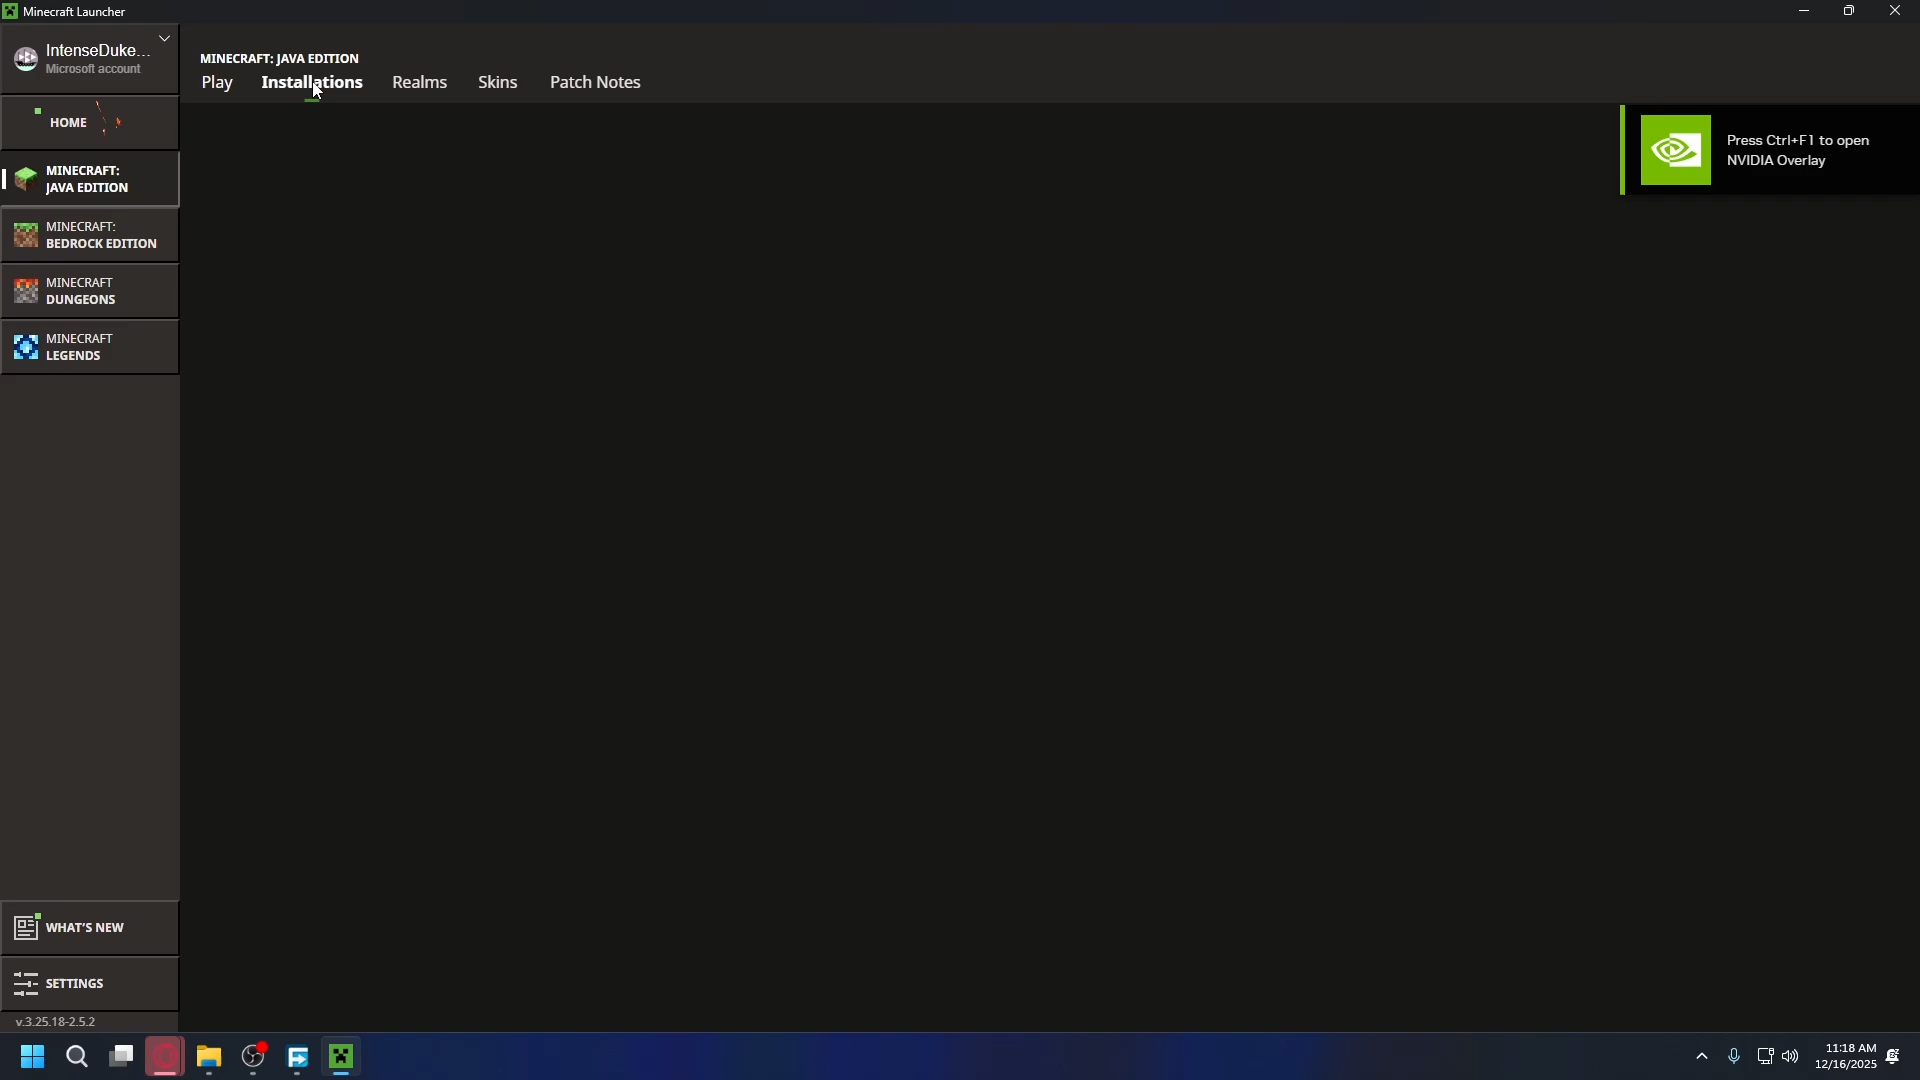 Minecraft Launcher
IntenseDuke...
Microsoft account
MINECRAFT: JAVA EDITION
Play Installations Realms Skins Patch Notes
HOME
MINECRAFT:
JAVA EDITION
MINECRAFT:
BEDROCK EDITION
MINECRAFT
DUNGEONS
MINECRAFT
LEGENDS
Press Ctrl+F1 to open
NVIDIA Overlay
WHAT'S NEW
SETTINGS
v.3.25.18-2.5.2
11:18 AM
12/16/2025